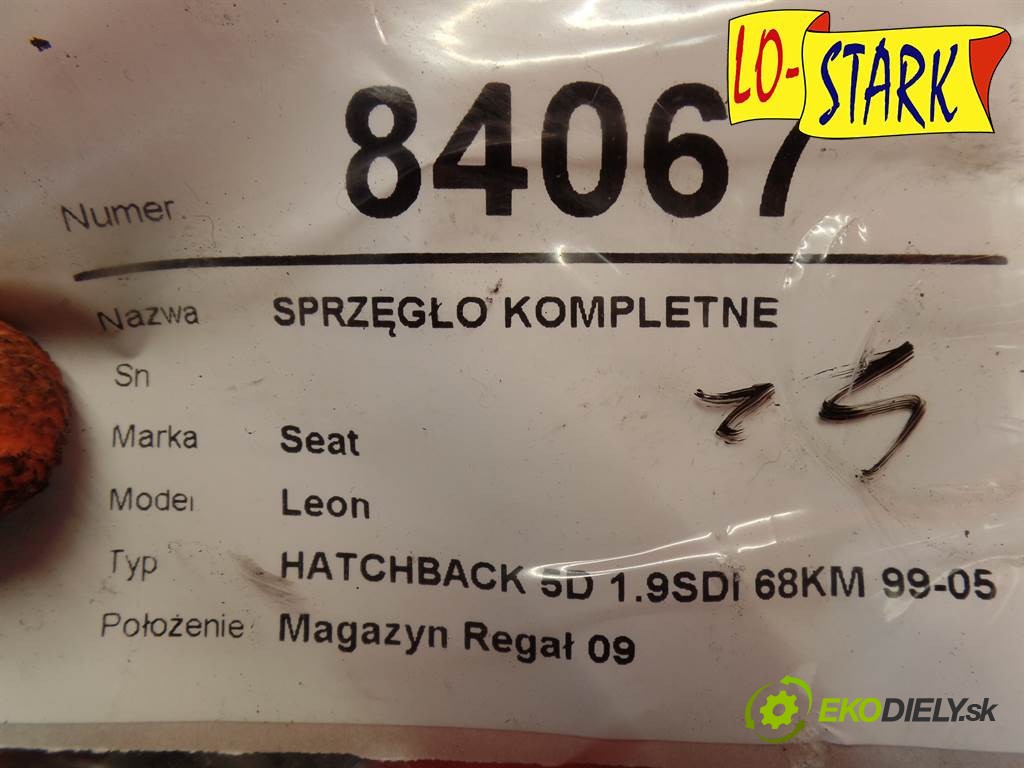 LO-STARK
Numer 84067
Nazwa SPRZĘGŁO KOMPLETNE
Sn
Marka Seat
Model Leon
Typ HATCHBACK 5D 1.9SDI 68KM 99-05
Położenie Magazyn Regał 09
EKODIELY.sk